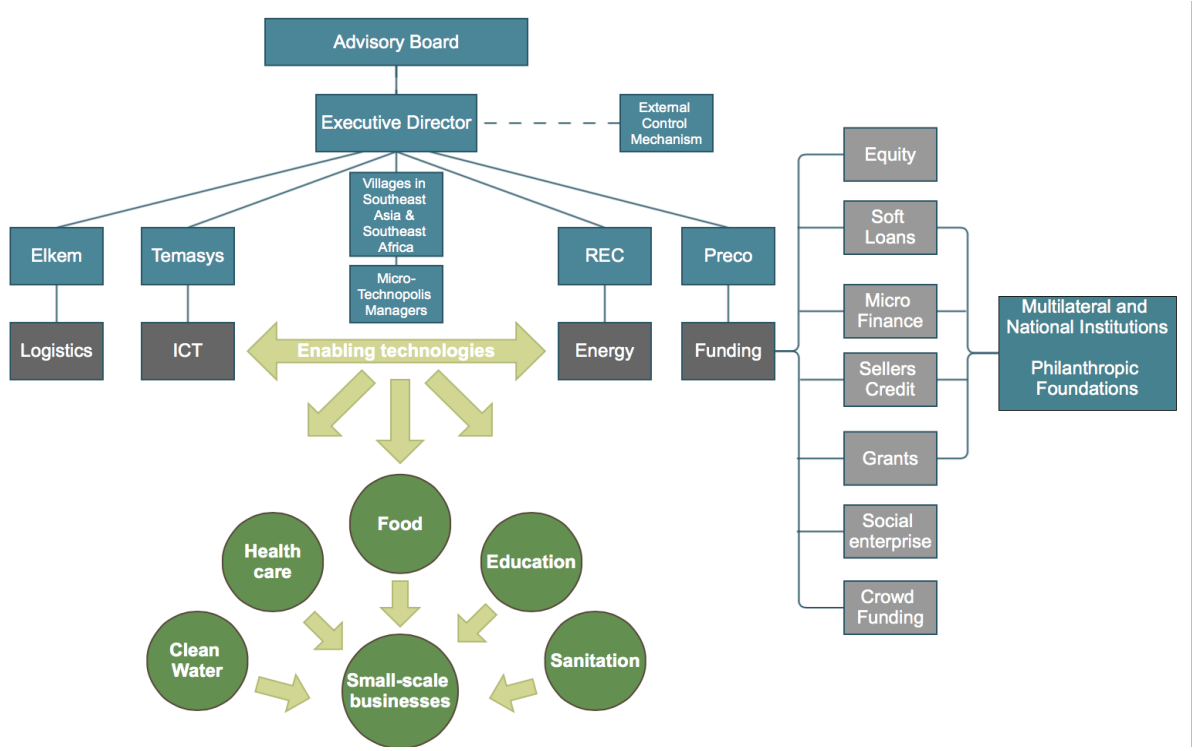 Advisory Board
Executive Director
External
Control
Mechanism
Villages in
Southeast
Asia &
Southeast
Africa
Micro-
Technopolis
Managers
Elkem
Temasys
REC
Preco
Logistics
ICT
Enabling technologies
Energy
Funding
Equity
Soft
Loans
Micro
Finance
Sellers
Credit
Grants
Social
enterprise
Crowd
Funding
Multilateral and
National Institutions
Philanthropic
Foundations
Food
Health
care
Education
Clean
Water
Small-scale
businesses
Sanitation